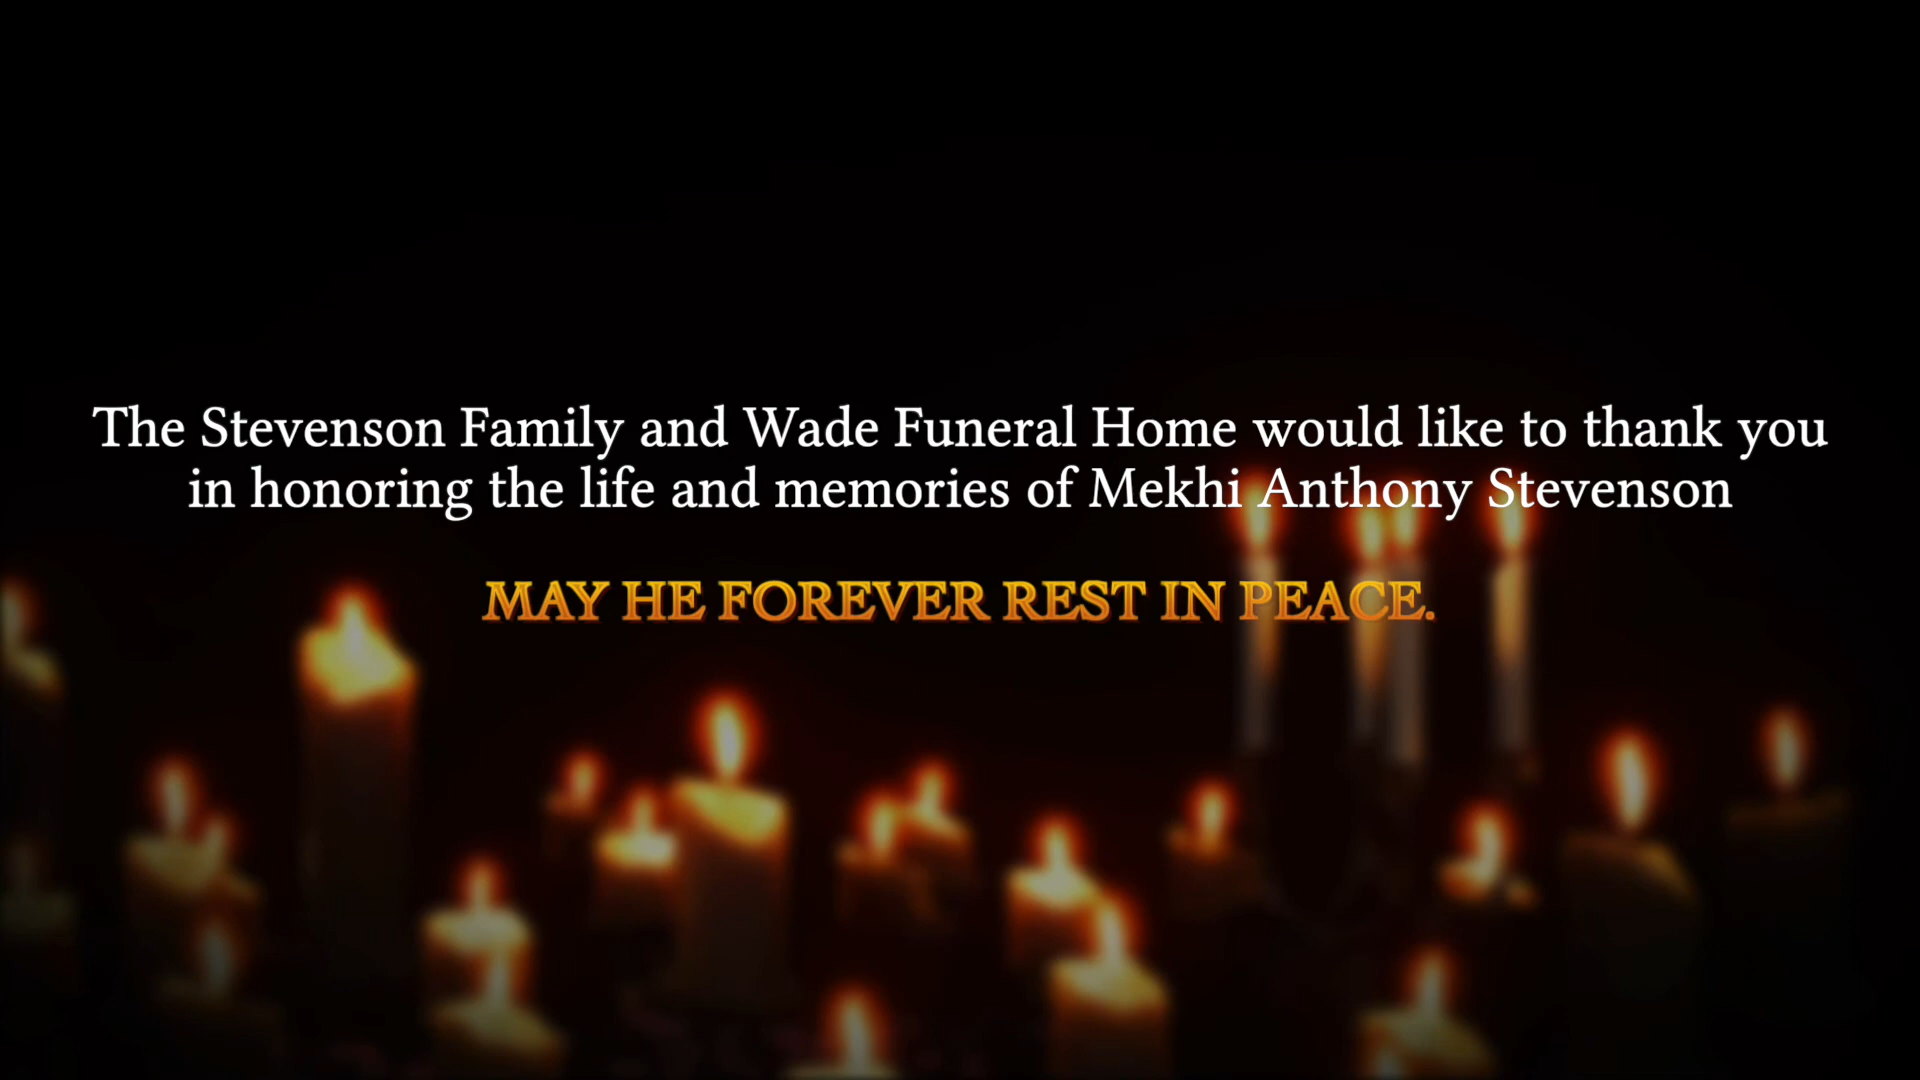 The Stevenson Family and Wade Funeral Home would like to thank you
in honoring the life and memories of Mekhi Anthony Stevenson
MAY HE FOREVER REST IN PEACE.